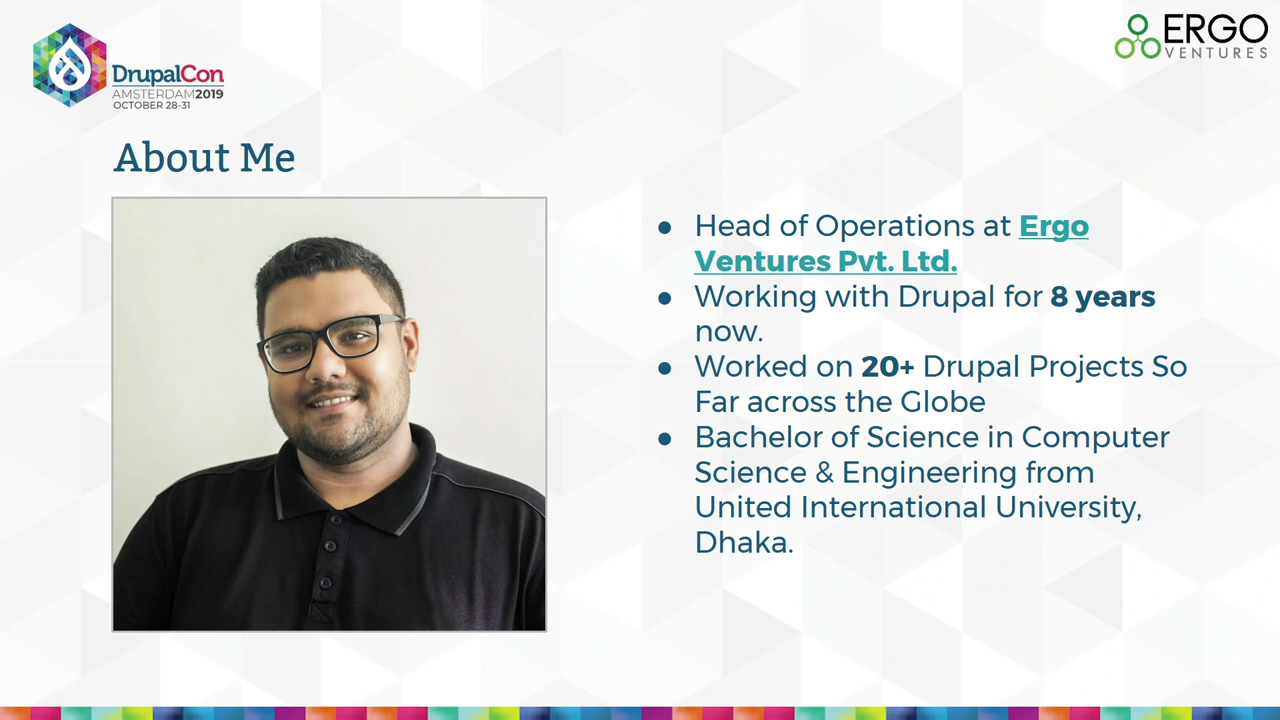 DrupalCon
AMSTERDAM2019
OCTOBER 28-31
ERGO
VENTURES
About Me
● Head of Operations at Ergo
Ventures Pvt. Ltd.
● Working with Drupal for 8 years
now.
● Worked on 20+ Drupal Projects So
Far across the Globe
● Bachelor of Science in Computer
Science & Engineering from
United International University,
Dhaka.